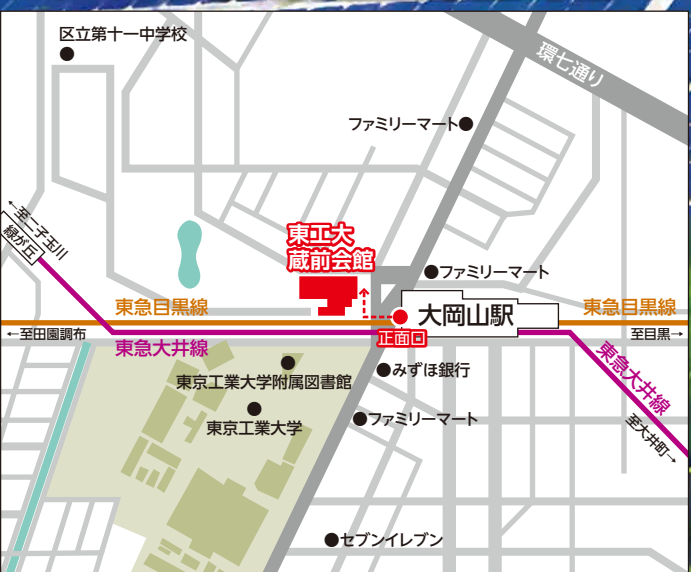 区立第十一中学校
環七通り
ファミリーマート
←至二子玉川
緑が丘
東工大
蔵前会館
ファミリーマート
東急目黒線
大岡山駅
東急目黒線
←至田園調布
正面口
至目黒→
東急大井線
東急大井線
みずほ銀行
東京工業大学附属図書館
ファミリーマート
東京工業大学
至大井町→
セブンイレブン